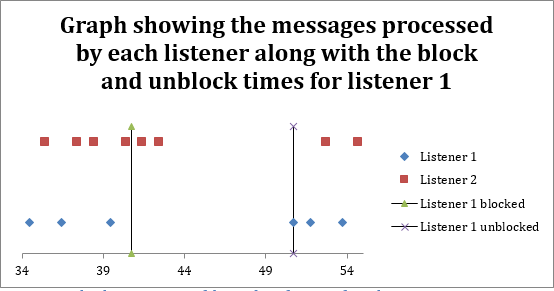 Graph showing the messages processed
by each listener along with the block
and unblock times for listener 1
Listener 1
Listener 2
Listener 1 blocked
Listener 1 unblocked
34 39 44 49 54